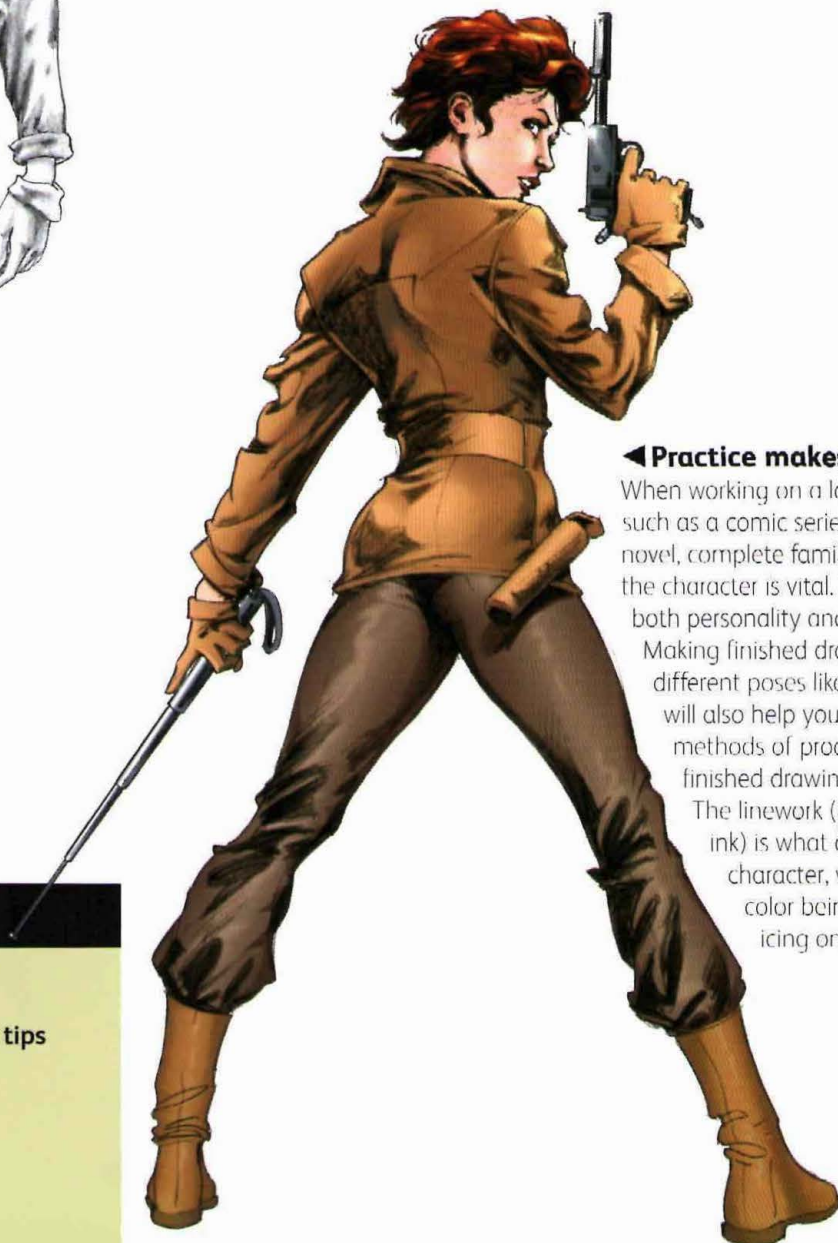 ◀Practice makes
When working on a lo
such as a comic serie
novel, complete fami
the character is vital.
both personality and
Making finished dra
different poses like
will also help you
methods of proc
finished drawin
The linework (
ink) is what d
character, w
color bein
icing on
tips